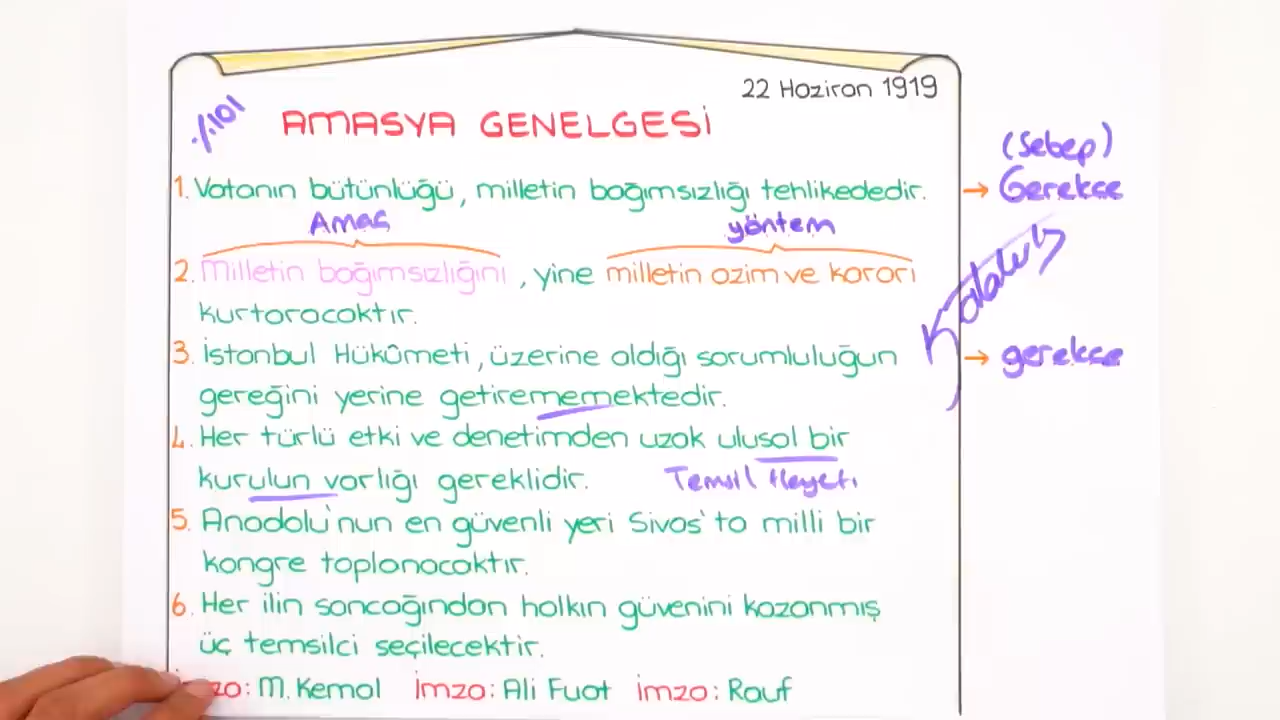 22 Haziran 1919
%101
AMASYA GENELGESİ
(Sebep)
1. Vatanın bütünlüğü, milletin bağımsızlığı tehlikededir. → Gerekçe
Amaç yöntem
2. Milletin bağımsızlığını, yine milletin azim ve kararı
kurtaracaktır.
3. İstanbul Hükûmeti, üzerine aldığı sorumluluğun → gerekçe
gereğini yerine getirememektedir.
4. Her türlü etki ve denetimden uzak ulusal bir
kurulun varlığı gereklidir. Temsil Heyeti
5. Anadolu'nun en güvenli yeri Sivas'ta milli bir
kongre toplanacaktır.
6. Her ilin sancağından halkın güvenini kazanmış
üç temsilci seçilecektir.
İmza: M. Kemal İmza: Ali Fuat İmza: Rauf